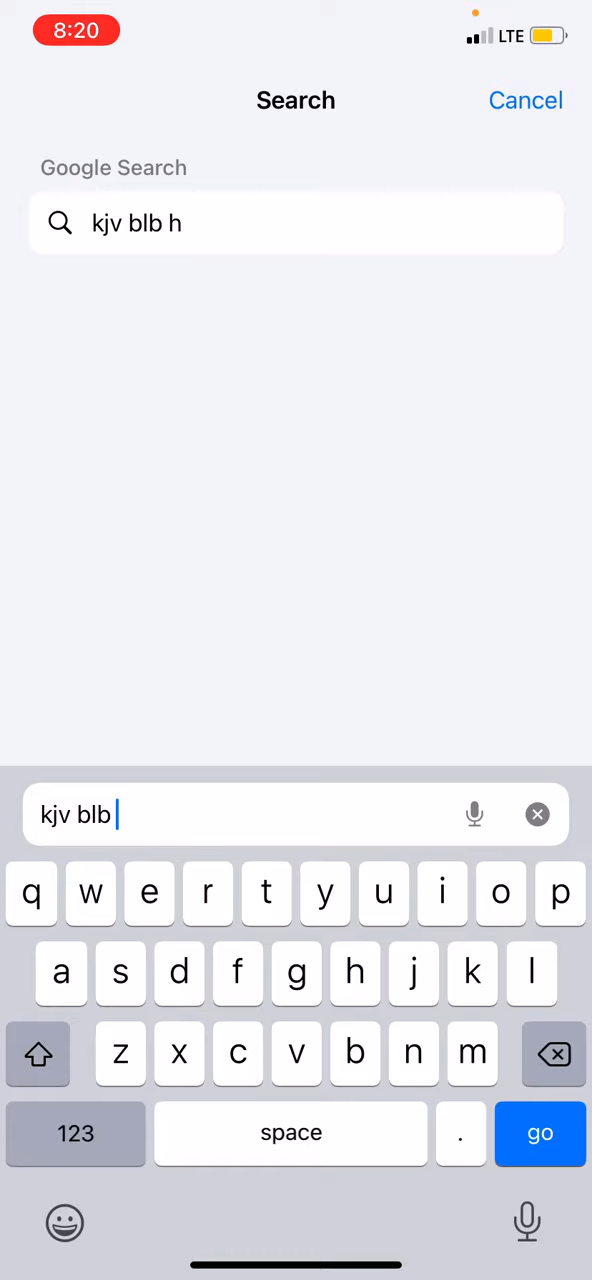 8:20
LTE
Search
Cancel
Google Search
kjv blb h
kjv blb
q w e r t y u i o p
a s d f g h j k l
z x c v b n m
123 space . go